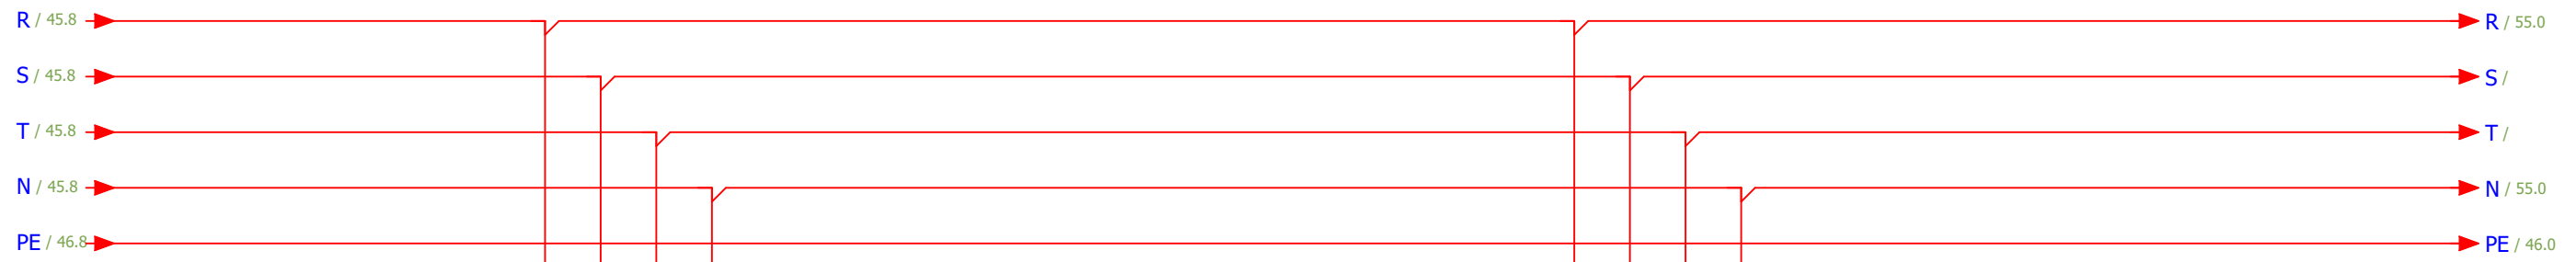 R / 45.8 R / 55.0
S / 45.8 S /
T / 45.8 T /
N / 45.8 N / 55.0
PE / 46.8 PE / 46.0